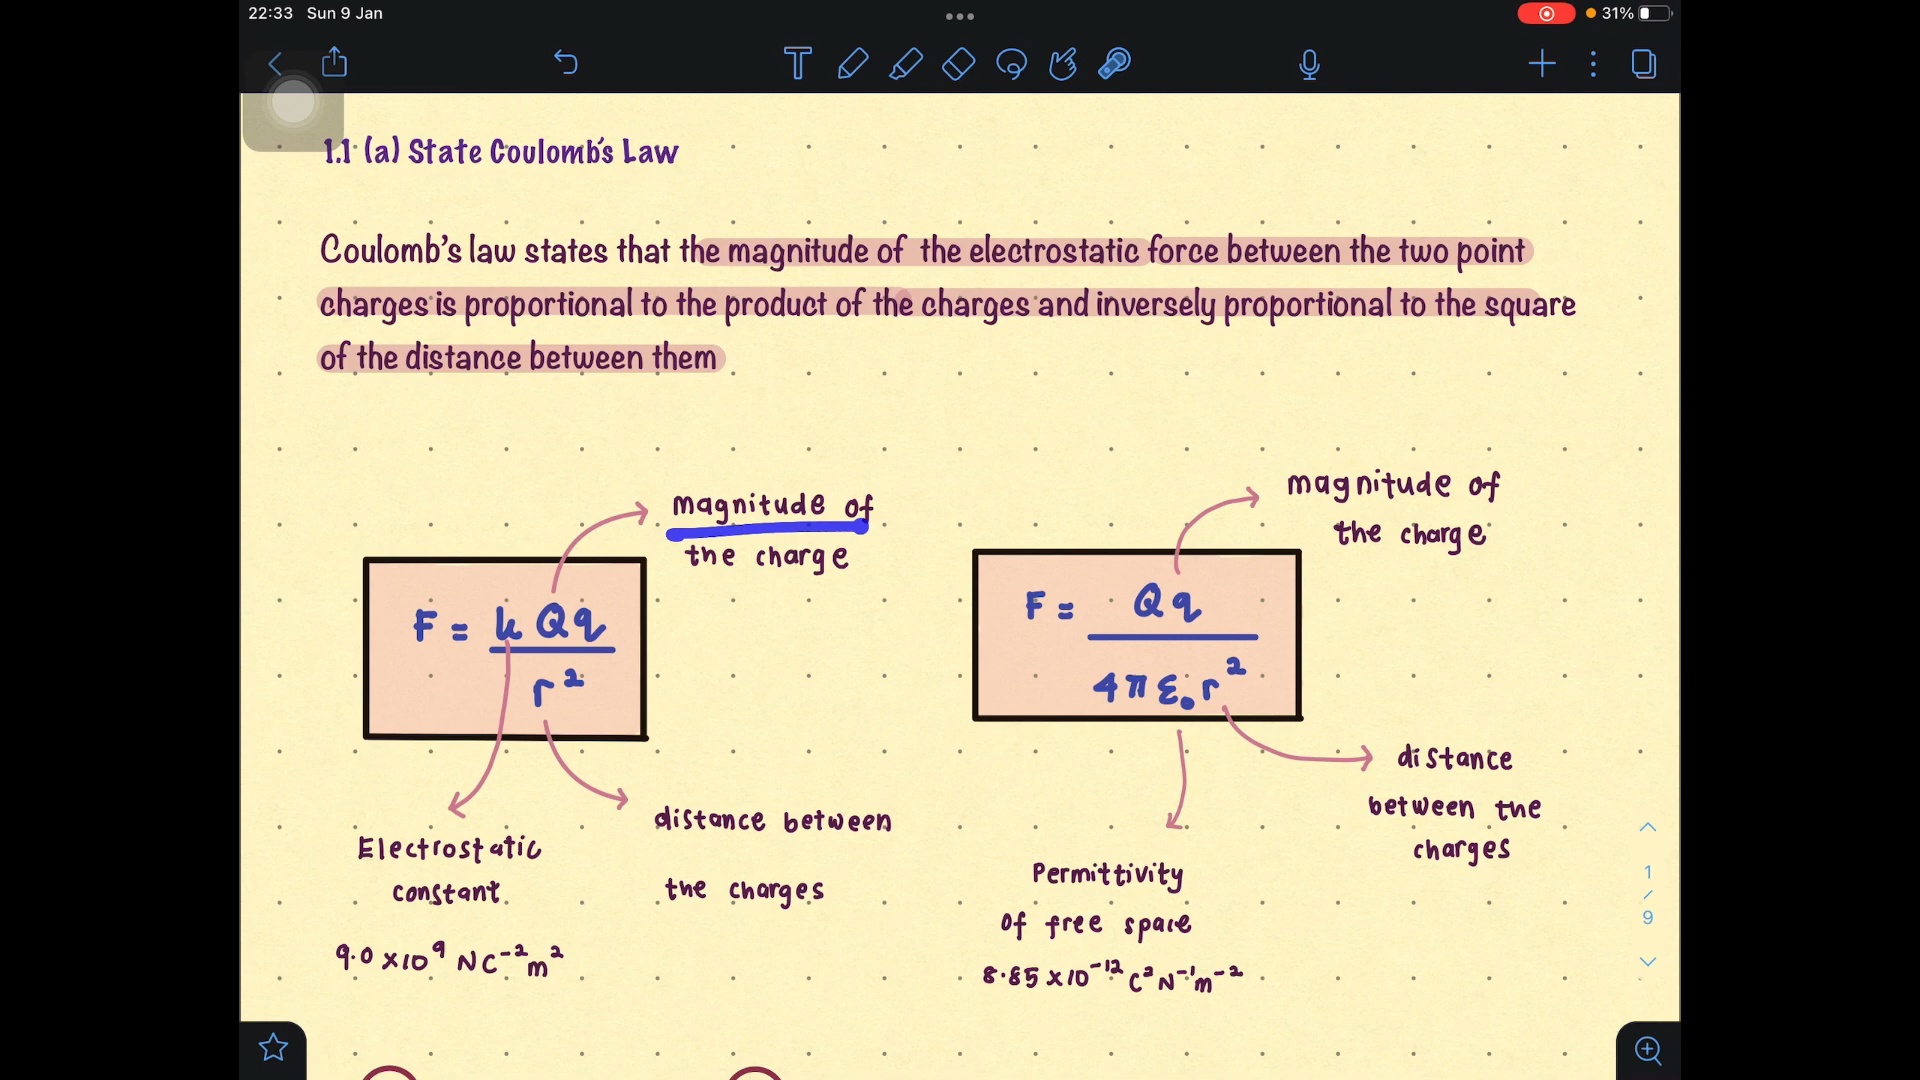 22:33 Sun 9 Jan
31%
1.1 (a) State Coulomb's Law
Coulomb's law states that the magnitude of the electrostatic force between the two point
charges is proportional to the product of the charges and inversely proportional to the square
of the distance between them
magnitude of
the charge
F = kQq
r²
Electrostatic
constant
9.0 x 10⁹ NC⁻²m²
distance between
the charges
magnitude of
the charge
F = Qq
4πε₀r²
distance
between the
charges
Permittivity
of free space
8.85 x 10⁻¹² C²N⁻¹m⁻²
1
/
9